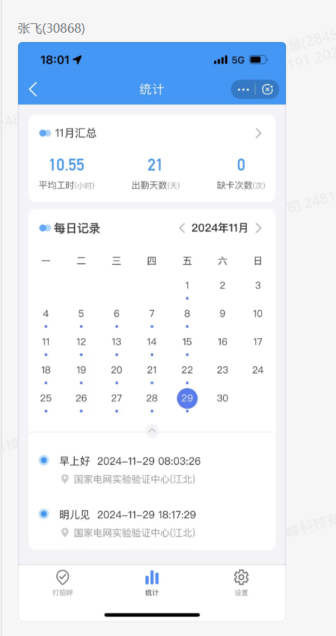 张飞(30868)
18:01 5G
统计
11月汇总
10.55 21 0
平均工时(小时) 出勤天数(天) 缺卡次数(次)
每日记录 2024年11月
一 二 三 四 五 六 日
1 2 3
4 5 6 7 8 9 10
11 12 13 14 15 16 17
18 19 20 21 22 23 24
25 26 27 28 29 30
早上好 2024-11-29 08:03:26
国家电网实验验证中心(江北)
明儿见 2024-11-29 18:17:29
国家电网实验验证中心(江北)
打招呼 统计 设置